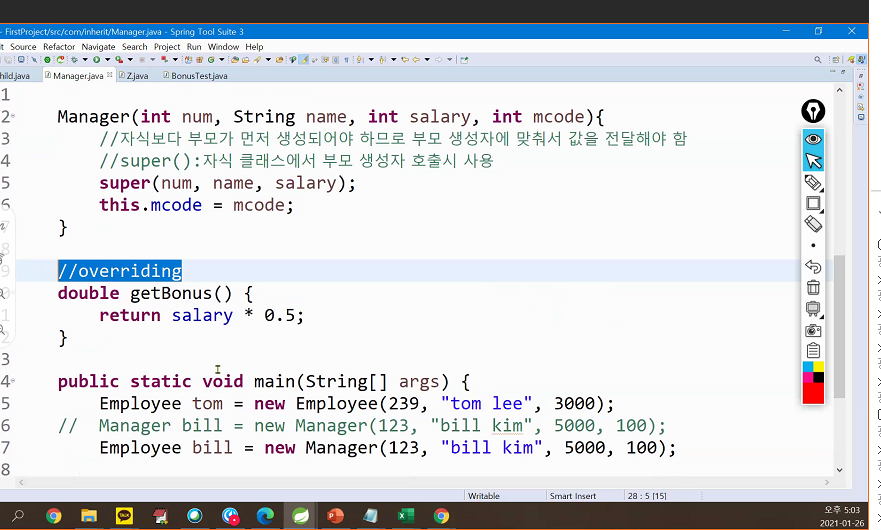 FirstProject/src/com/inherit/Manager.java - Spring Tool Suite 3
Source Refactor Navigate Search Project Run Window Help
hild.java Manager.java Z.java BonusTest.java
1
2 Manager(int num, String name, int salary, int mcode){
3 //자식보다 부모가 먼저 생성되어야 하므로 부모 생성자에 맞춰서 값을 전달해야 함
4 //super():자식 클래스에서 부모 생성자 호출시 사용
5 super(num, name, salary);
6 this.mcode = mcode;
}
8
9 //overriding
double getBonus() {
1 return salary * 0.5;
2 }
3
4 public static void main(String[] args) {
5 Employee tom = new Employee(239, "tom lee", 3000);
6 // Manager bill = new Manager(123, "bill kim", 5000, 100);
7 Employee bill = new Manager(123, "bill kim", 5000, 100);
8
Writable Smart Insert 28 : 5 [15]
TALK
오후 5:03
2021-01-26